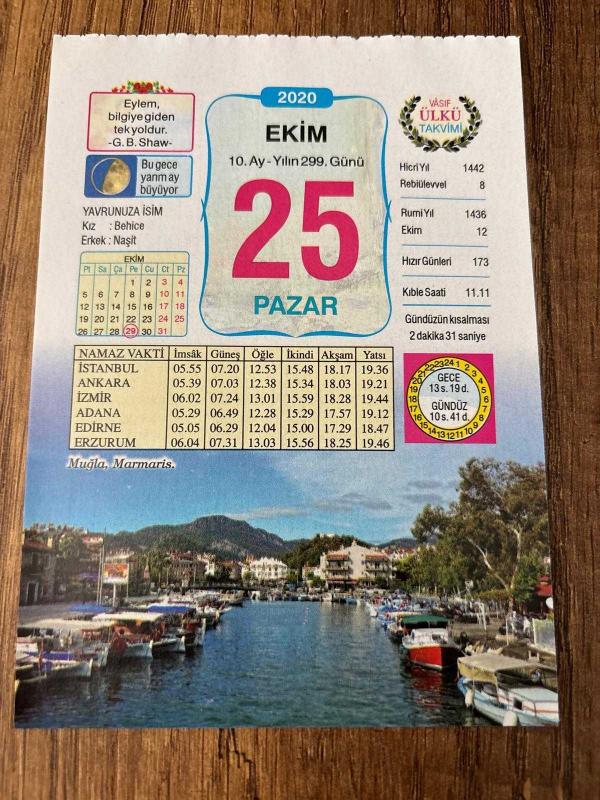 Eylem,
bilgiye giden
tek yoldur.
-G. B. Shaw-
Bu gece
yarım ay
büyüyor
YAVRUNUZA İSİM
Kız : Behice
Erkek : Naşit
EKİM
Pt Sa Ça Pe Cu Ct Pz
1 2 3 4
5 6 7 8 9 10 11
12 13 14 15 16 17 18
19 20 21 22 23 24 25
26 27 28 29 30 31
2020
EKİM
10. Ay - Yılın 299. Günü
25
PAZAR
VÂSIF
ÜLKÜ
TAKVİMİ
Hicri Yıl 1442
Rebiülevvel 8
Rumi Yıl 1436
Ekim 12
Hızır Günleri 173
Kıble Saati 11.11
Gündüzün kısalması
2 dakika 31 saniye
NAMAZ VAKTİ İmsâk Güneş Öğle İkindi Akşam Yatsı
İSTANBUL 05.55 07.20 12.53 15.48 18.17 19.36
ANKARA 05.39 07.03 12.38 15.34 18.03 19.21
İZMİR 06.02 07.24 13.01 15.59 18.28 19.44
ADANA 05.29 06.49 12.28 15.29 17.57 19.12
EDİRNE 05.05 06.29 12.04 15.00 17.29 18.47
ERZURUM 06.04 07.31 13.03 15.56 18.25 19.46
GECE
13 s. 19 d.
GÜNDÜZ
10 s. 41 d.
Muğla, Marmaris.